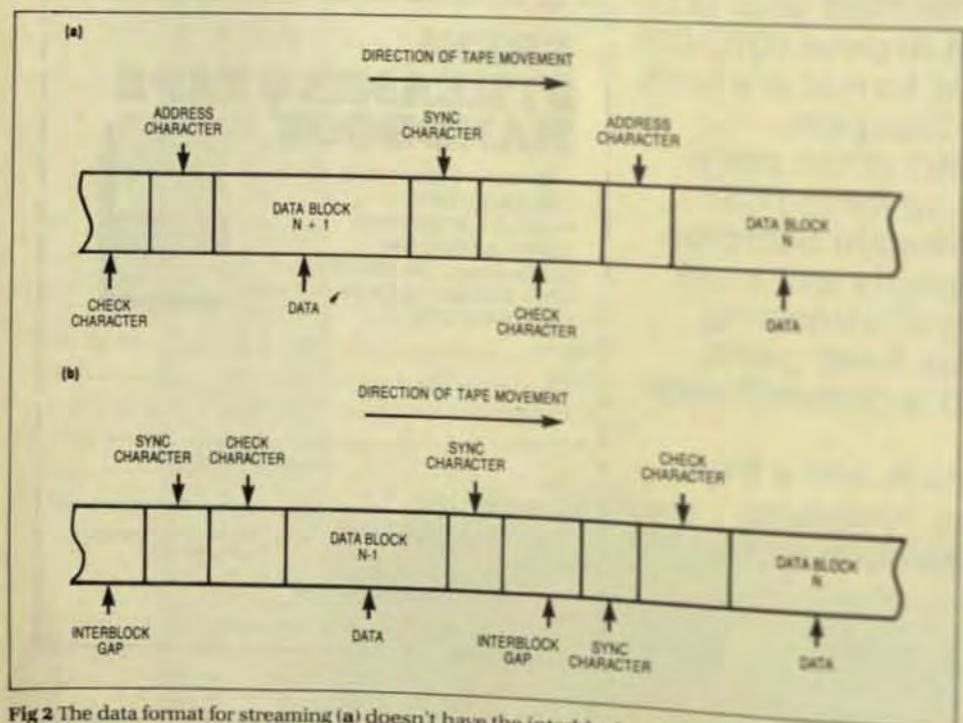 (a)
DIRECTION OF TAPE MOVEMENT
ADDRESS
CHARACTER
SYNC
CHARACTER
ADDRESS
CHARACTER
DATA BLOCK
N + 1
DATA BLOCK
N
CHECK
CHARACTER
DATA
CHECK
CHARACTER
DATA
(b)
DIRECTION OF TAPE MOVEMENT
SYNC
CHARACTER
CHECK
CHARACTER
SYNC
CHARACTER
CHECK
CHARACTER
DATA BLOCK
N-1
DATA BLOCK
N
INTERBLOCK
GAP
DATA
INTERBLOCK
GAP
SYNC
CHARACTER
DATA
Fig 2 The data format for streaming (a) doesn't have the